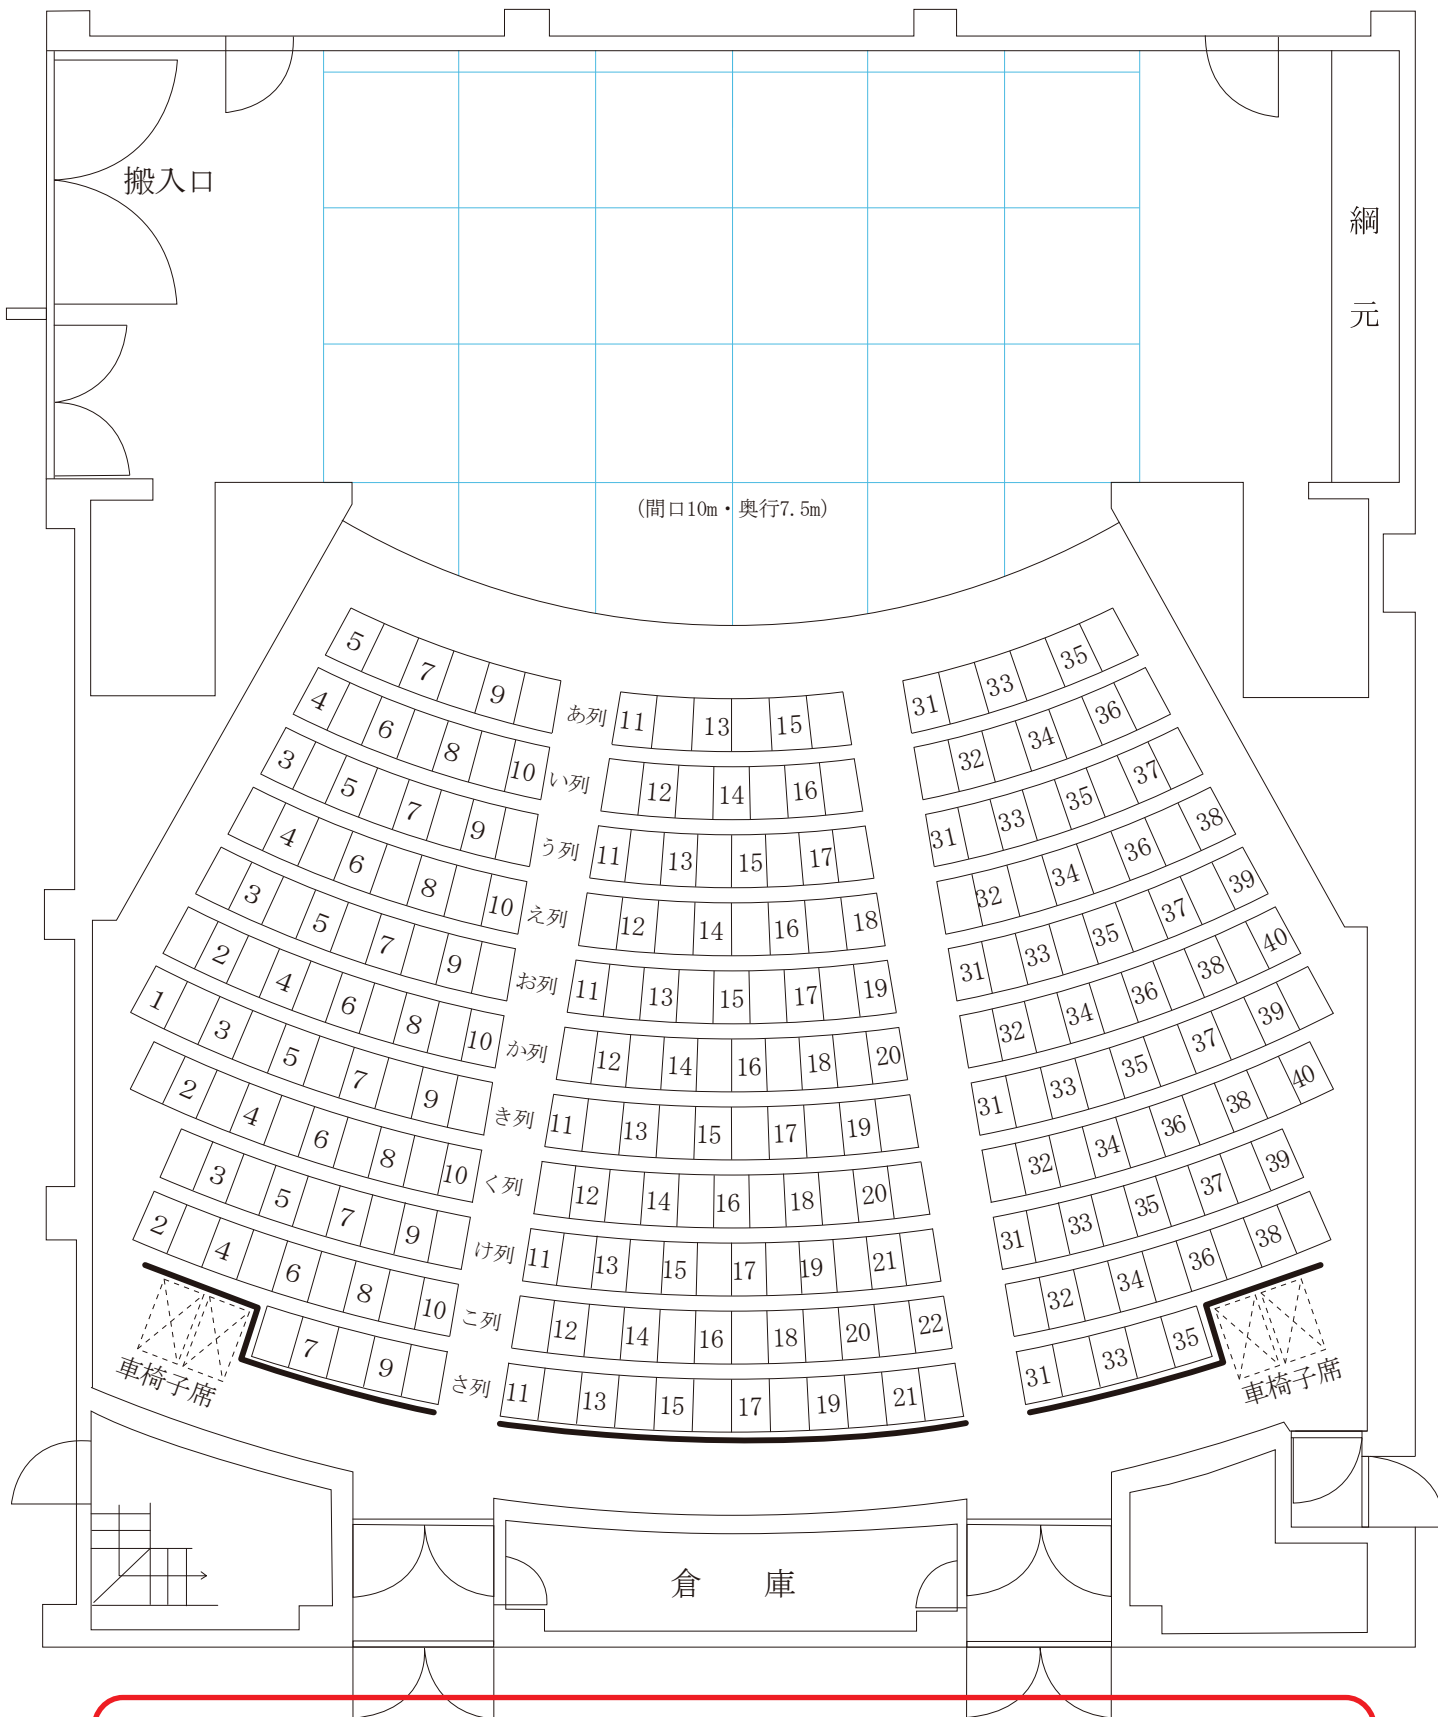 搬入口
綱
元
(間口10m・奥行7.5m)
5 7 9 あ列 11 13 15 31 33 35
4 6 8 10 い列 12 14 16 32 34 36
3 5 7 9 う列 11 13 15 17 31 33 35 37
4 6 8 10 え列 12 14 16 18 32 34 36 38
3 5 7 9 お列 11 13 15 17 19 31 33 35 37 39
2 4 6 8 10 か列 12 14 16 18 20 32 34 36 38 40
1 3 5 7 9 き列 11 13 15 17 19 31 33 35 37 39
2 4 6 8 10 く列 12 14 16 18 20 32 34 36 38 40
3 5 7 9 け列 11 13 15 17 19 21 31 33 35 37 39
2 4 6 8 10 こ列 12 14 16 18 20 22 32 34 36 38
7 9 さ列 11 13 15 17 19 21 31 33 35
車椅子席
車椅子席
倉 庫